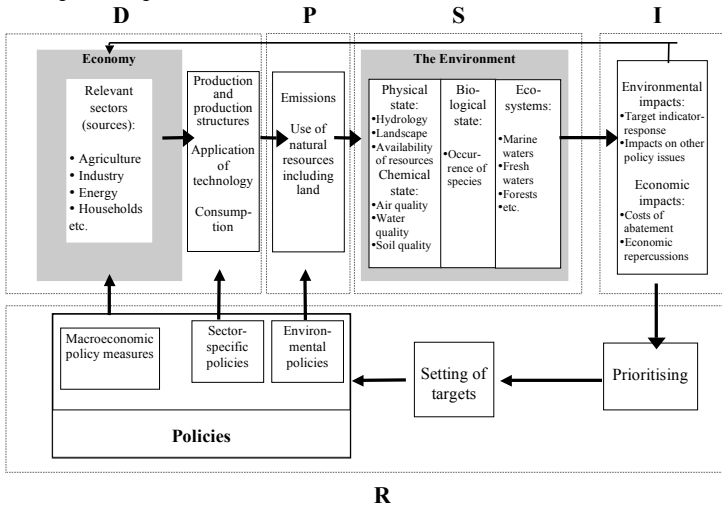 D
P
S
I
Economy
Relevant
sectors
(sources):
• Agriculture
• Industry
• Energy
• Households
etc.
Production
and
production
structures
Application
of
technology
Consump-
tion
Emissions
Use of
natural
resources
including
land
The Environment
Physical
state:
•Hydrology
•Landscape
•Availability
of resources
Chemical
state:
•Air quality
•Water
quality
•Soil quality
Bio-
logical
state:
•Occur-
rence of
species
Eco-
systems:
•Marine
waters
•Fresh
waters
•Forests
•etc.
Environmental
impacts:
•Target indicator-
response
•Impacts on other
policy issues
Economic
impacts:
•Costs of
abatement
•Economic
repercussions
Macroeconomic
policy measures
Sector-
specific
policies
Environ-
mental
policies
Policies
Setting of
targets
Prioritising
R